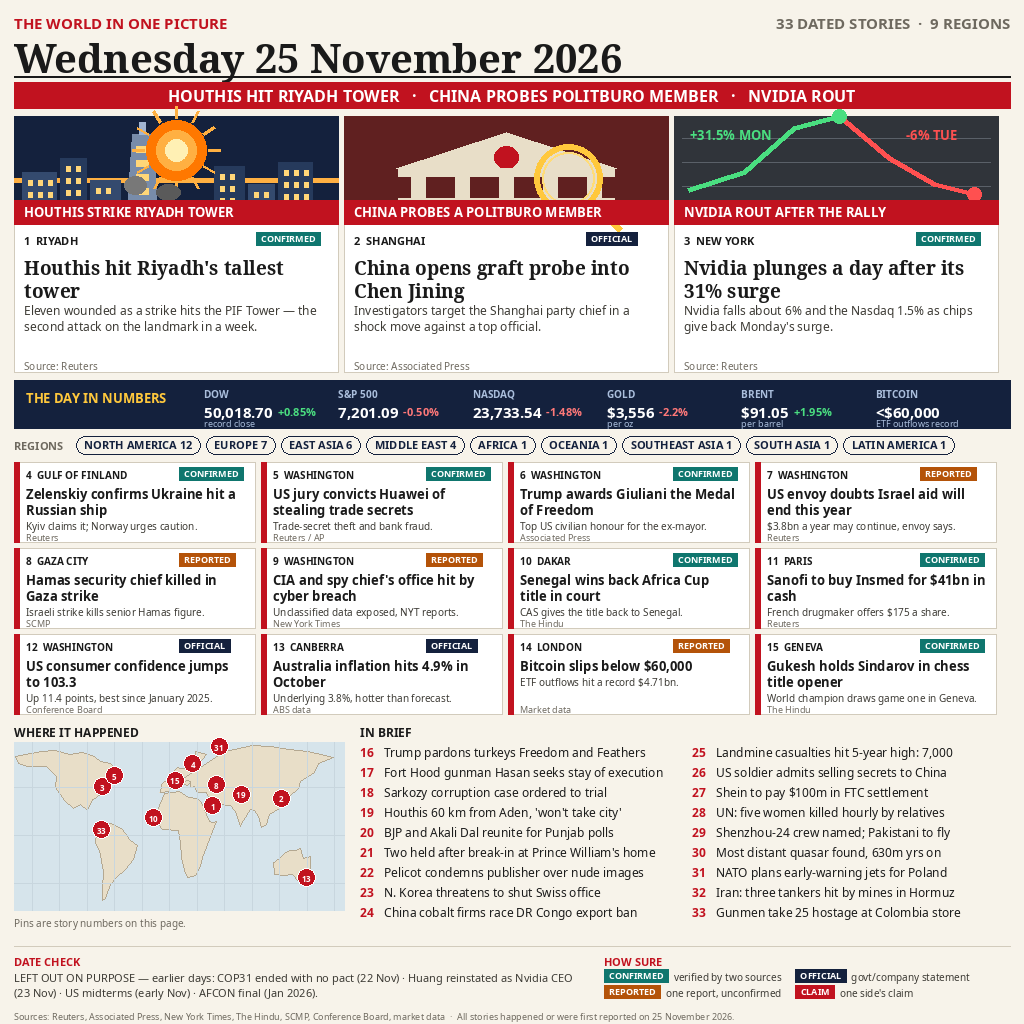 THE WORLD IN ONE PICTURE
33 DATED STORIES · 9 REGIONS
Wednesday 25 November 2026
HOUTHIS HIT RIYADH TOWER · CHINA PROBES POLITBURO MEMBER · NVIDIA ROUT
+31.5% MON
-6% TUE
HOUTHIS STRIKE RIYADH TOWER
CHINA PROBES A POLITBURO MEMBER
NVIDIA ROUT AFTER THE RALLY
1 RIYADH
CONFIRMED
Houthis hit Riyadh's tallest
tower
Eleven wounded as a strike hits the PIF Tower — the
second attack on the landmark in a week.
Source: Reuters
2 SHANGHAI
OFFICIAL
China opens graft probe into
Chen Jining
Investigators target the Shanghai party chief in a
shock move against a top official.
Source: Associated Press
3 NEW YORK
CONFIRMED
Nvidia plunges a day after its
31% surge
Nvidia falls about 6% and the Nasdaq 1.5% as chips
give back Monday's surge.
Source: Reuters
THE DAY IN NUMBERS
DOW
50,018.70 +0.85%
record close
S&P 500
7,201.09 -0.50%
NASDAQ
23,733.54 -1.48%
GOLD
$3,556 -2.2%
per oz
BRENT
$91.05 +1.95%
per barrel
BITCOIN
<$60,000
ETF outflows record
REGIONS
NORTH AMERICA 12
EUROPE 7
EAST ASIA 6
MIDDLE EAST 4
AFRICA 1
OCEANIA 1
SOUTHEAST ASIA 1
SOUTH ASIA 1
LATIN AMERICA 1
4 GULF OF FINLAND
CONFIRMED
Zelenskiy confirms Ukraine hit a
Russian ship
Kyiv claims it; Norway urges caution.
Reuters
5 WASHINGTON
CONFIRMED
US jury convicts Huawei of
stealing trade secrets
Trade-secret theft and bank fraud.
Reuters / AP
6 WASHINGTON
CONFIRMED
Trump awards Giuliani the Medal
of Freedom
Top US civilian honour for the ex-mayor.
Associated Press
7 WASHINGTON
REPORTED
US envoy doubts Israel aid will
end this year
$3.8bn a year may continue, envoy says.
Reuters
8 GAZA CITY
REPORTED
Hamas security chief killed in
Gaza strike
Israeli strike kills senior Hamas figure.
SCMP
9 WASHINGTON
REPORTED
CIA and spy chief's office hit by
cyber breach
Unclassified data exposed, NYT reports.
New York Times
10 DAKAR
CONFIRMED
Senegal wins back Africa Cup
title in court
CAS gives the title back to Senegal.
The Hindu
11 PARIS
CONFIRMED
Sanofi to buy Insmed for $41bn in
cash
French drugmaker offers $175 a share.
Reuters
12 WASHINGTON
OFFICIAL
US consumer confidence jumps
to 103.3
Up 11.4 points, best since January 2025.
Conference Board
13 CANBERRA
OFFICIAL
Australia inflation hits 4.9% in
October
Underlying 3.8%, hotter than forecast.
ABS data
14 LONDON
REPORTED
Bitcoin slips below $60,000
ETF outflows hit a record $4.71bn.
Market data
15 GENEVA
CONFIRMED
Gukesh holds Sindarov in chess
title opener
World champion draws game one in Geneva.
The Hindu
WHERE IT HAPPENED
31
4
5
3
15
8
19
2
1
10
33
13
Pins are story numbers on this page.
IN BRIEF
16 Trump pardons turkeys Freedom and Feathers
17 Fort Hood gunman Hasan seeks stay of execution
18 Sarkozy corruption case ordered to trial
19 Houthis 60 km from Aden, 'won't take city'
20 BJP and Akali Dal reunite for Punjab polls
21 Two held after break-in at Prince William's home
22 Pelicot condemns publisher over nude images
23 N. Korea threatens to shut Swiss office
24 China cobalt firms race DR Congo export ban
25 Landmine casualties hit 5-year high: 7,000
26 US soldier admits selling secrets to China
27 Shein to pay $100m in FTC settlement
28 UN: five women killed hourly by relatives
29 Shenzhou-24 crew named; Pakistani to fly
30 Most distant quasar found, 630m yrs on
31 NATO plans early-warning jets for Poland
32 Iran: three tankers hit by mines in Hormuz
33 Gunmen take 25 hostage at Colombia store
DATE CHECK
LEFT OUT ON PURPOSE — earlier days: COP31 ended with no pact (22 Nov) · Huang reinstated as Nvidia CEO
(23 Nov) · US midterms (early Nov) · AFCON final (Jan 2026).
HOW SURE
CONFIRMED verified by two sources
OFFICIAL govt/company statement
REPORTED one report, unconfirmed
CLAIM one side's claim
Sources: Reuters, Associated Press, New York Times, The Hindu, SCMP, Conference Board, market data · All stories happened or were first reported on 25 November 2026.